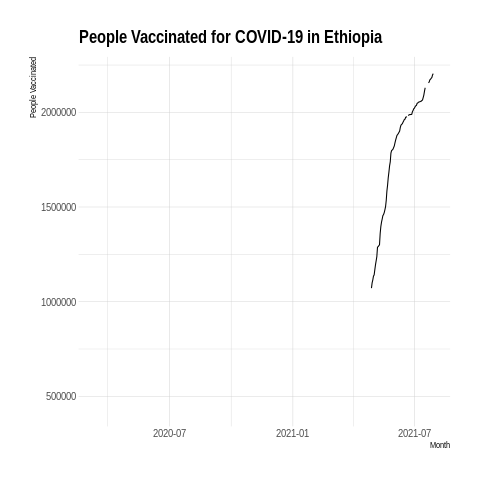 People Vaccinated for COVID-19 in Ethiopia
People Vaccinated
2000000
1500000
1000000
500000
2020-07 2021-01 2021-07
Month